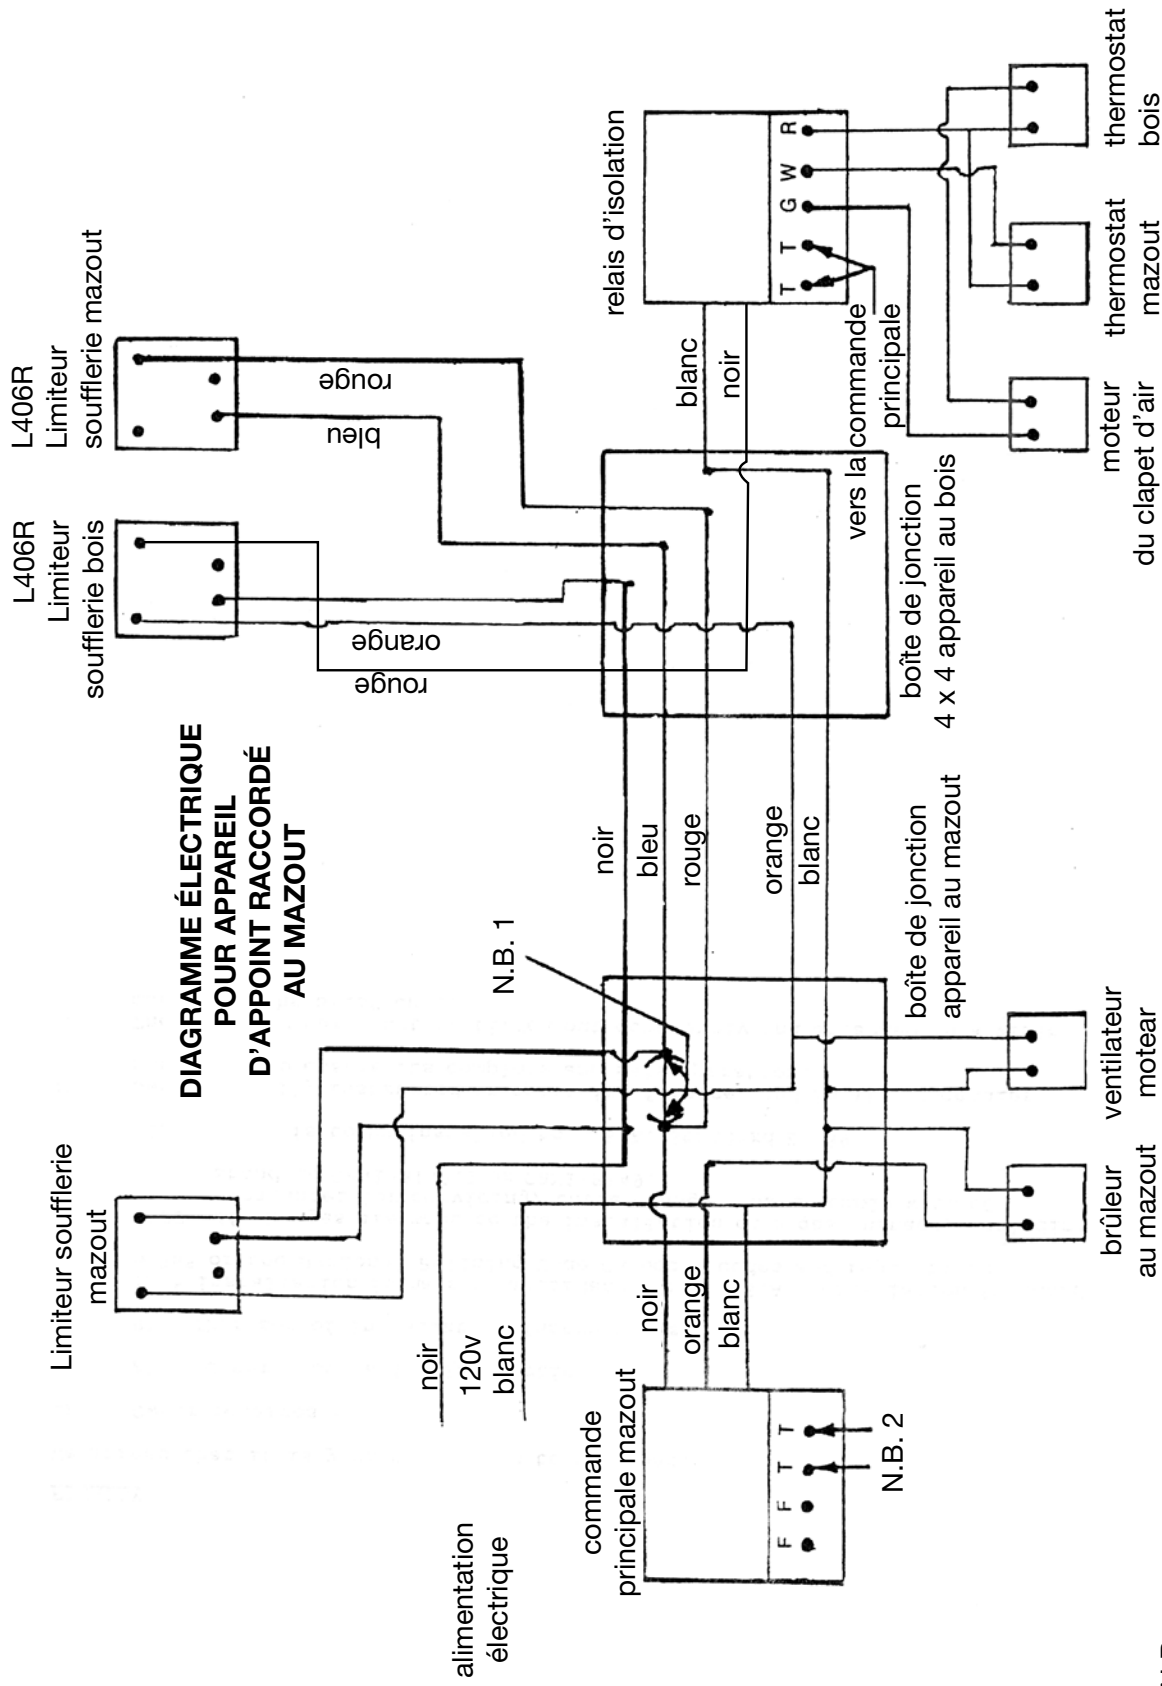 L406R
Limiteur
soufflerie bois
L406R
Limiteur
soufflerie mazout
Limiteur soufflerie
mazout
DIAGRAMME ÉLECTRIQUE
POUR APPAREIL
D'APPOINT RACCORDÉ
AU MAZOUT
rouge
orange
bleu
rouge
relais d'isolation
blanc
noir
T T G W R
vers la commande
principale
alimentation
électrique
noir
120v
blanc
N.B. 1
noir
bleu
rouge
orange
blanc
commande
principale mazout
noir
orange
blanc
F F T T
N.B. 2
boîte de jonction
appareil au mazout
boîte de jonction
4 x 4 appareil au bois
brûleur
au mazout
ventilateur
motear
moteur
du clapet d'air
thermostat
mazout
thermostat
bois